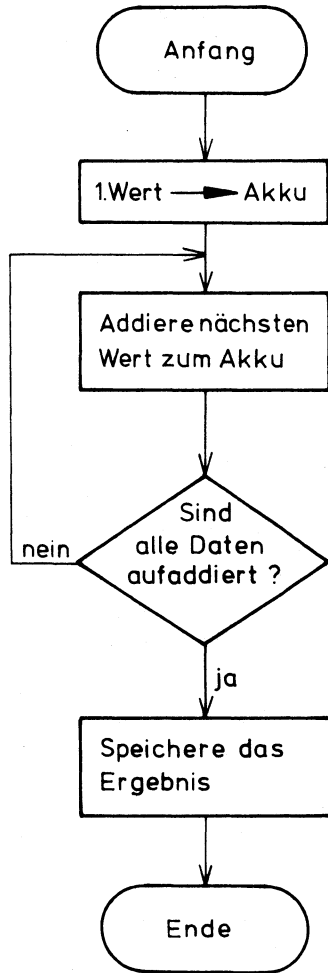 Anfang
1.Wert → Akku
Addiere nächsten
Wert zum Akku
Sind
alle Daten
aufaddiert ?
nein
ja
Speichere das
Ergebnis
Ende